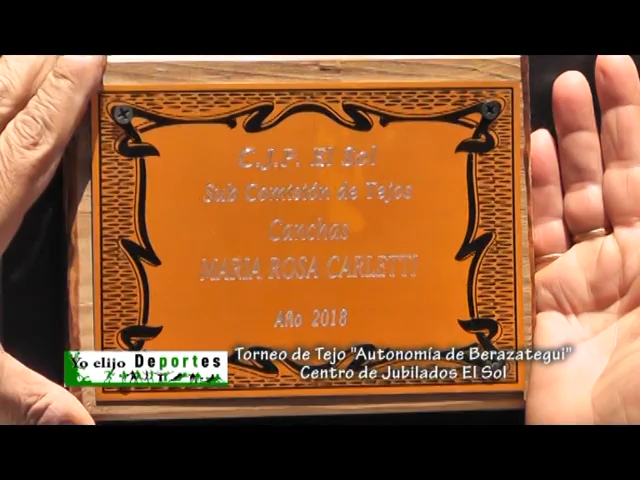 C.J.P. El Sol
Sub Comisión de Tejos
Canchas
MARIA ROSA CARLETTI
Año 2018
Yo elijo Deportes
Torneo de Tejo "Autonomía de Berazategui"
Centro de Jubilados El Sol